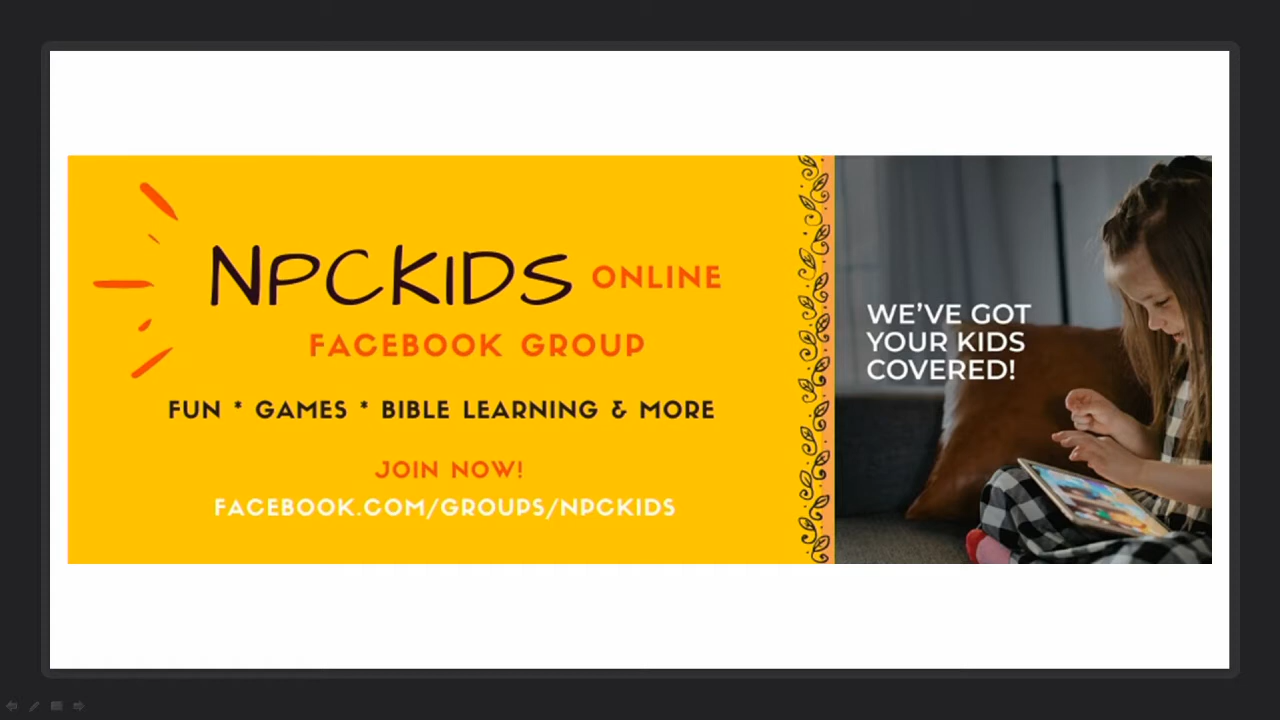 NPCKIDS ONLINE
FACEBOOK GROUP
FUN * GAMES * BIBLE LEARNING & MORE
JOIN NOW!
FACEBOOK.COM/GROUPS/NPCKIDS
WE'VE GOT
YOUR KIDS
COVERED!